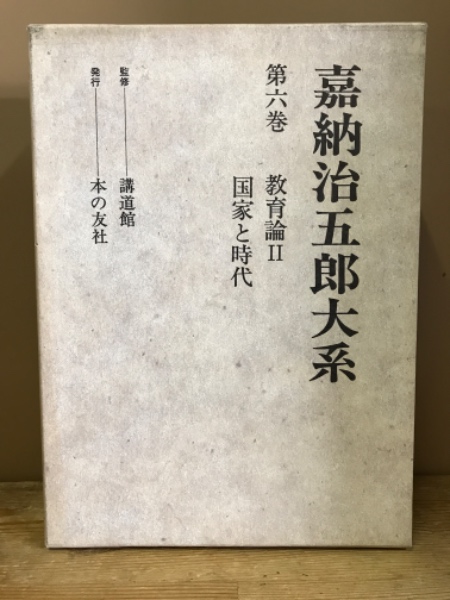 嘉納治五郎大系
第六巻 教育論II
国家と時代
監修 講道館
発行 本の友社